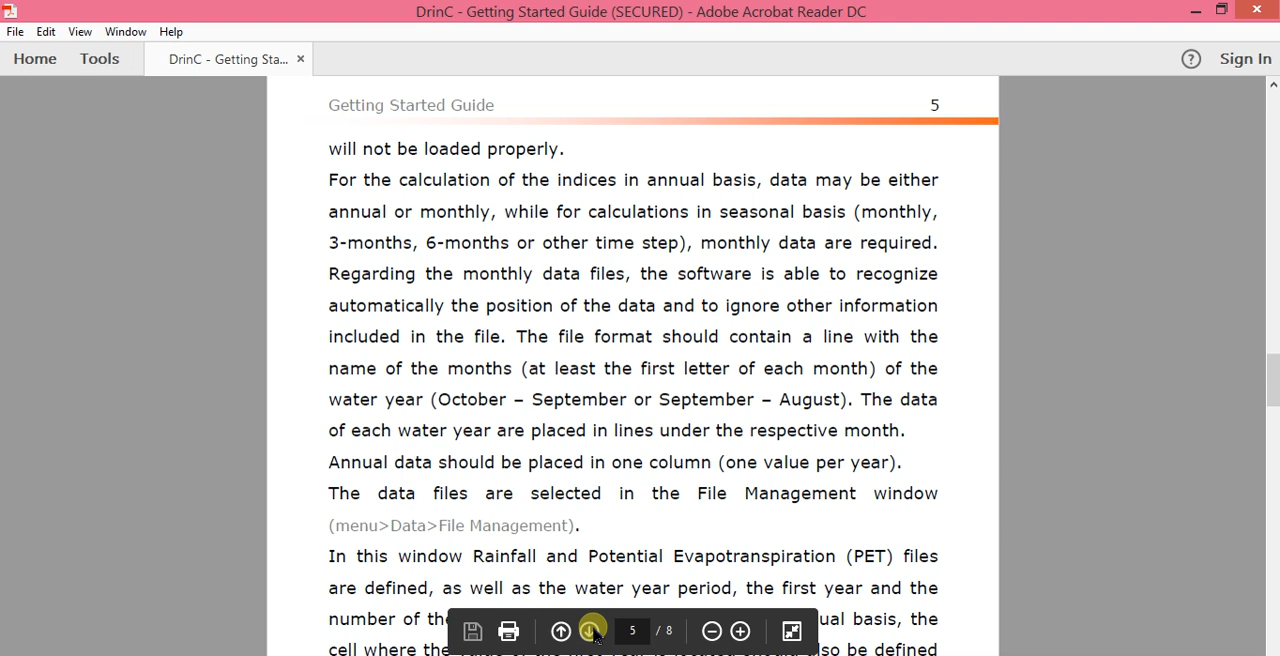 DrinC - Getting Started Guide (SECURED) - Adobe Acrobat Reader DC
File Edit View Window Help
Home Tools DrinC - Getting Sta... × ? Sign In
Getting Started Guide 5
will not be loaded properly.
For the calculation of the indices in annual basis, data may be either
annual or monthly, while for calculations in seasonal basis (monthly,
3-months, 6-months or other time step), monthly data are required.
Regarding the monthly data files, the software is able to recognize
automatically the position of the data and to ignore other information
included in the file. The file format should contain a line with the
name of the months (at least the first letter of each month) of the
water year (October – September or September – August). The data
of each water year are placed in lines under the respective month.
Annual data should be placed in one column (one value per year).
The data files are selected in the File Management window
(menu>Data>File Management).
In this window Rainfall and Potential Evapotranspiration (PET) files
are defined, as well as the water year period, the first year and the
number of the basis, the
cell where the also be defined
5 / 8